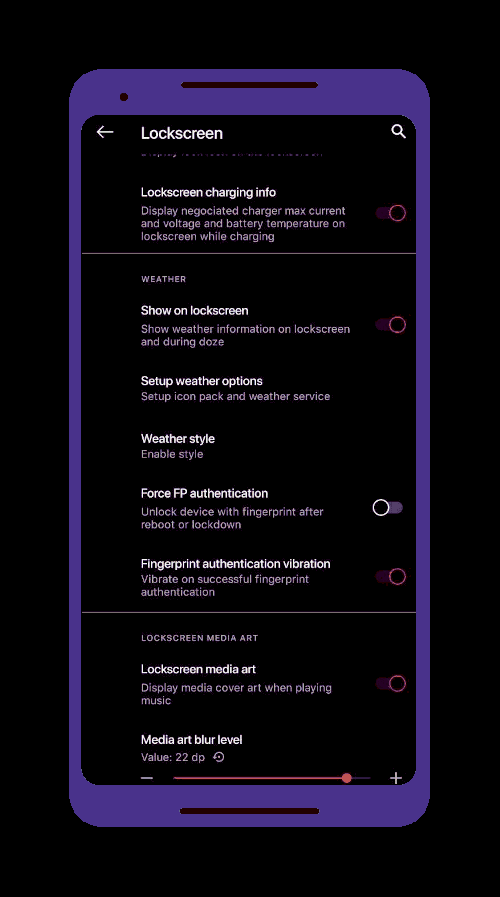 Lockscreen
Lockscreen charging info
Display negociated charger max current
and voltage and battery temperature on
lockscreen while charging
WEATHER
Show on lockscreen
Show weather information on lockscreen
and during doze
Setup weather options
Setup icon pack and weather service
Weather style
Enable style
Force FP authentication
Unlock device with fingerprint after
reboot or lockdown
Fingerprint authentication vibration
Vibrate on successful fingerprint
authentication
LOCKSCREEN MEDIA ART
Lockscreen media art
Display media cover art when playing
music
Media art blur level
Value: 22 dp